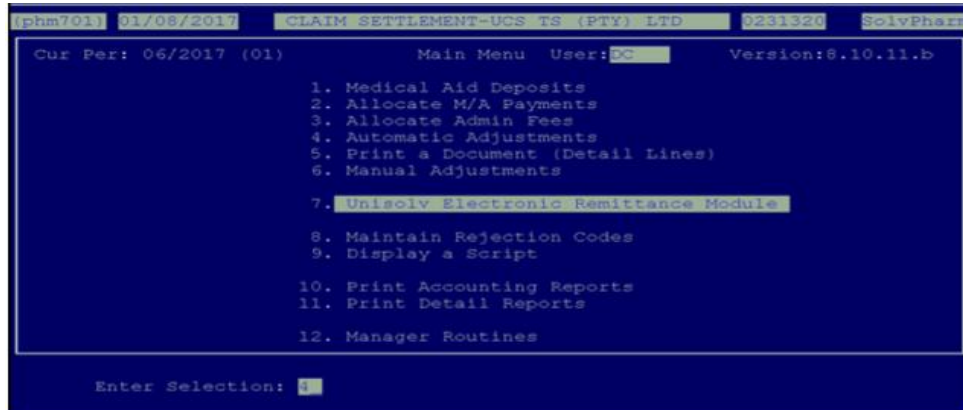 (phm701) 01/08/2017 CLAIM SETTLEMENT-UCS TS (PTY) LTD 0231320 SolvPharm
Cur Per: 06/2017 (01) Main Menu User:DC Version:8.10.11.b
1. Medical Aid Deposits
2. Allocate M/A Payments
3. Allocate Admin Fees
4. Automatic Adjustments
5. Print a Document (Detail Lines)
6. Manual Adjustments
7. Unisolv Electronic Remittance Module
8. Maintain Rejection Codes
9. Display a Script
10. Print Accounting Reports
11. Print Detail Reports
12. Manager Routines
Enter Selection: 4_